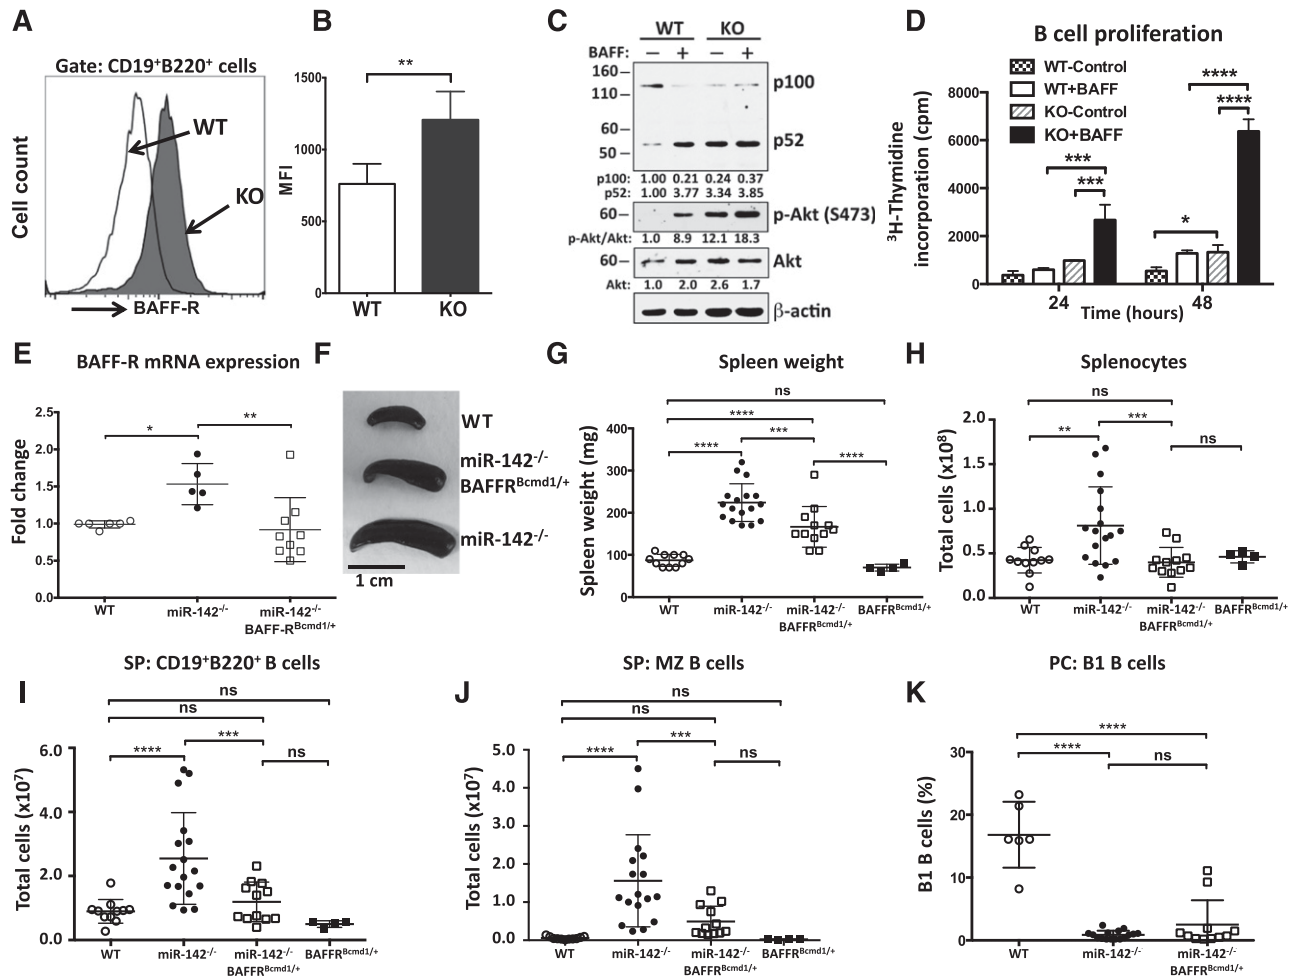 A
Gate: CD19⁺B220⁺ cells
Cell count
WT
KO
BAFF-R
B
MFI
1500
1000
500
0
**
WT KO
C
WT KO
BAFF: – + – +
160
110
p100
60
50
p52
p100: 1.00 0.21 0.24 0.37
p52: 1.00 3.77 3.34 3.85
60
p-Akt (S473)
p-Akt/Akt: 1.0 8.9 12.1 18.3
60
Akt
Akt: 1.0 2.0 2.6 1.7
β-actin
D
B cell proliferation
WT-Control
WT+BAFF
KO-Control
KO+BAFF
³H-Thymidine
incorporation (cpm)
8000
6000
4000
2000
0
***
***
*
****
****
24 48
Time (hours)
E
BAFF-R mRNA expression
Fold change
2.5
2.0
1.5
1.0
0.5
0.0
*
**
WT miR-142⁻/⁻ miR-142⁻/⁻
BAFF-Rᴮᶜᵐᵈ¹/⁺
F
WT
miR-142⁻/⁻
BAFFRᴮᶜᵐᵈ¹/⁺
miR-142⁻/⁻
1 cm
G
Spleen weight
Spleen weight (mg)
400
300
200
100
0
ns
****
***
****
****
WT miR-142⁻/⁻ miR-142⁻/⁻ BAFFRᴮᶜᵐᵈ¹/⁺
BAFFRᴮᶜᵐᵈ¹/⁺
H
Splenocytes
Total cells (x10⁸)
2.0
1.5
1.0
0.5
0.0
ns
***
**
ns
WT miR-142⁻/⁻ miR-142⁻/⁻ BAFFRᴮᶜᵐᵈ¹/⁺
BAFFRᴮᶜᵐᵈ¹/⁺
I
SP: CD19⁺B220⁺ B cells
Total cells (x10⁷)
6.0
4.0
2.0
0.0
ns
ns
***
****
ns
WT miR-142⁻/⁻ miR-142⁻/⁻ BAFFRᴮᶜᵐᵈ¹/⁺
BAFFRᴮᶜᵐᵈ¹/⁺
J
SP: MZ B cells
Total cells (x10⁷)
5.0
4.0
3.0
2.0
1.0
0.0
ns
ns
***
****
ns
WT miR-142⁻/⁻ miR-142⁻/⁻ BAFFRᴮᶜᵐᵈ¹/⁺
BAFFRᴮᶜᵐᵈ¹/⁺
K
PC: B1 B cells
B1 B cells (%)
30
20
10
0
****
****
ns
WT miR-142⁻/⁻ miR-142⁻/⁻
BAFFRᴮᶜᵐᵈ¹/⁺